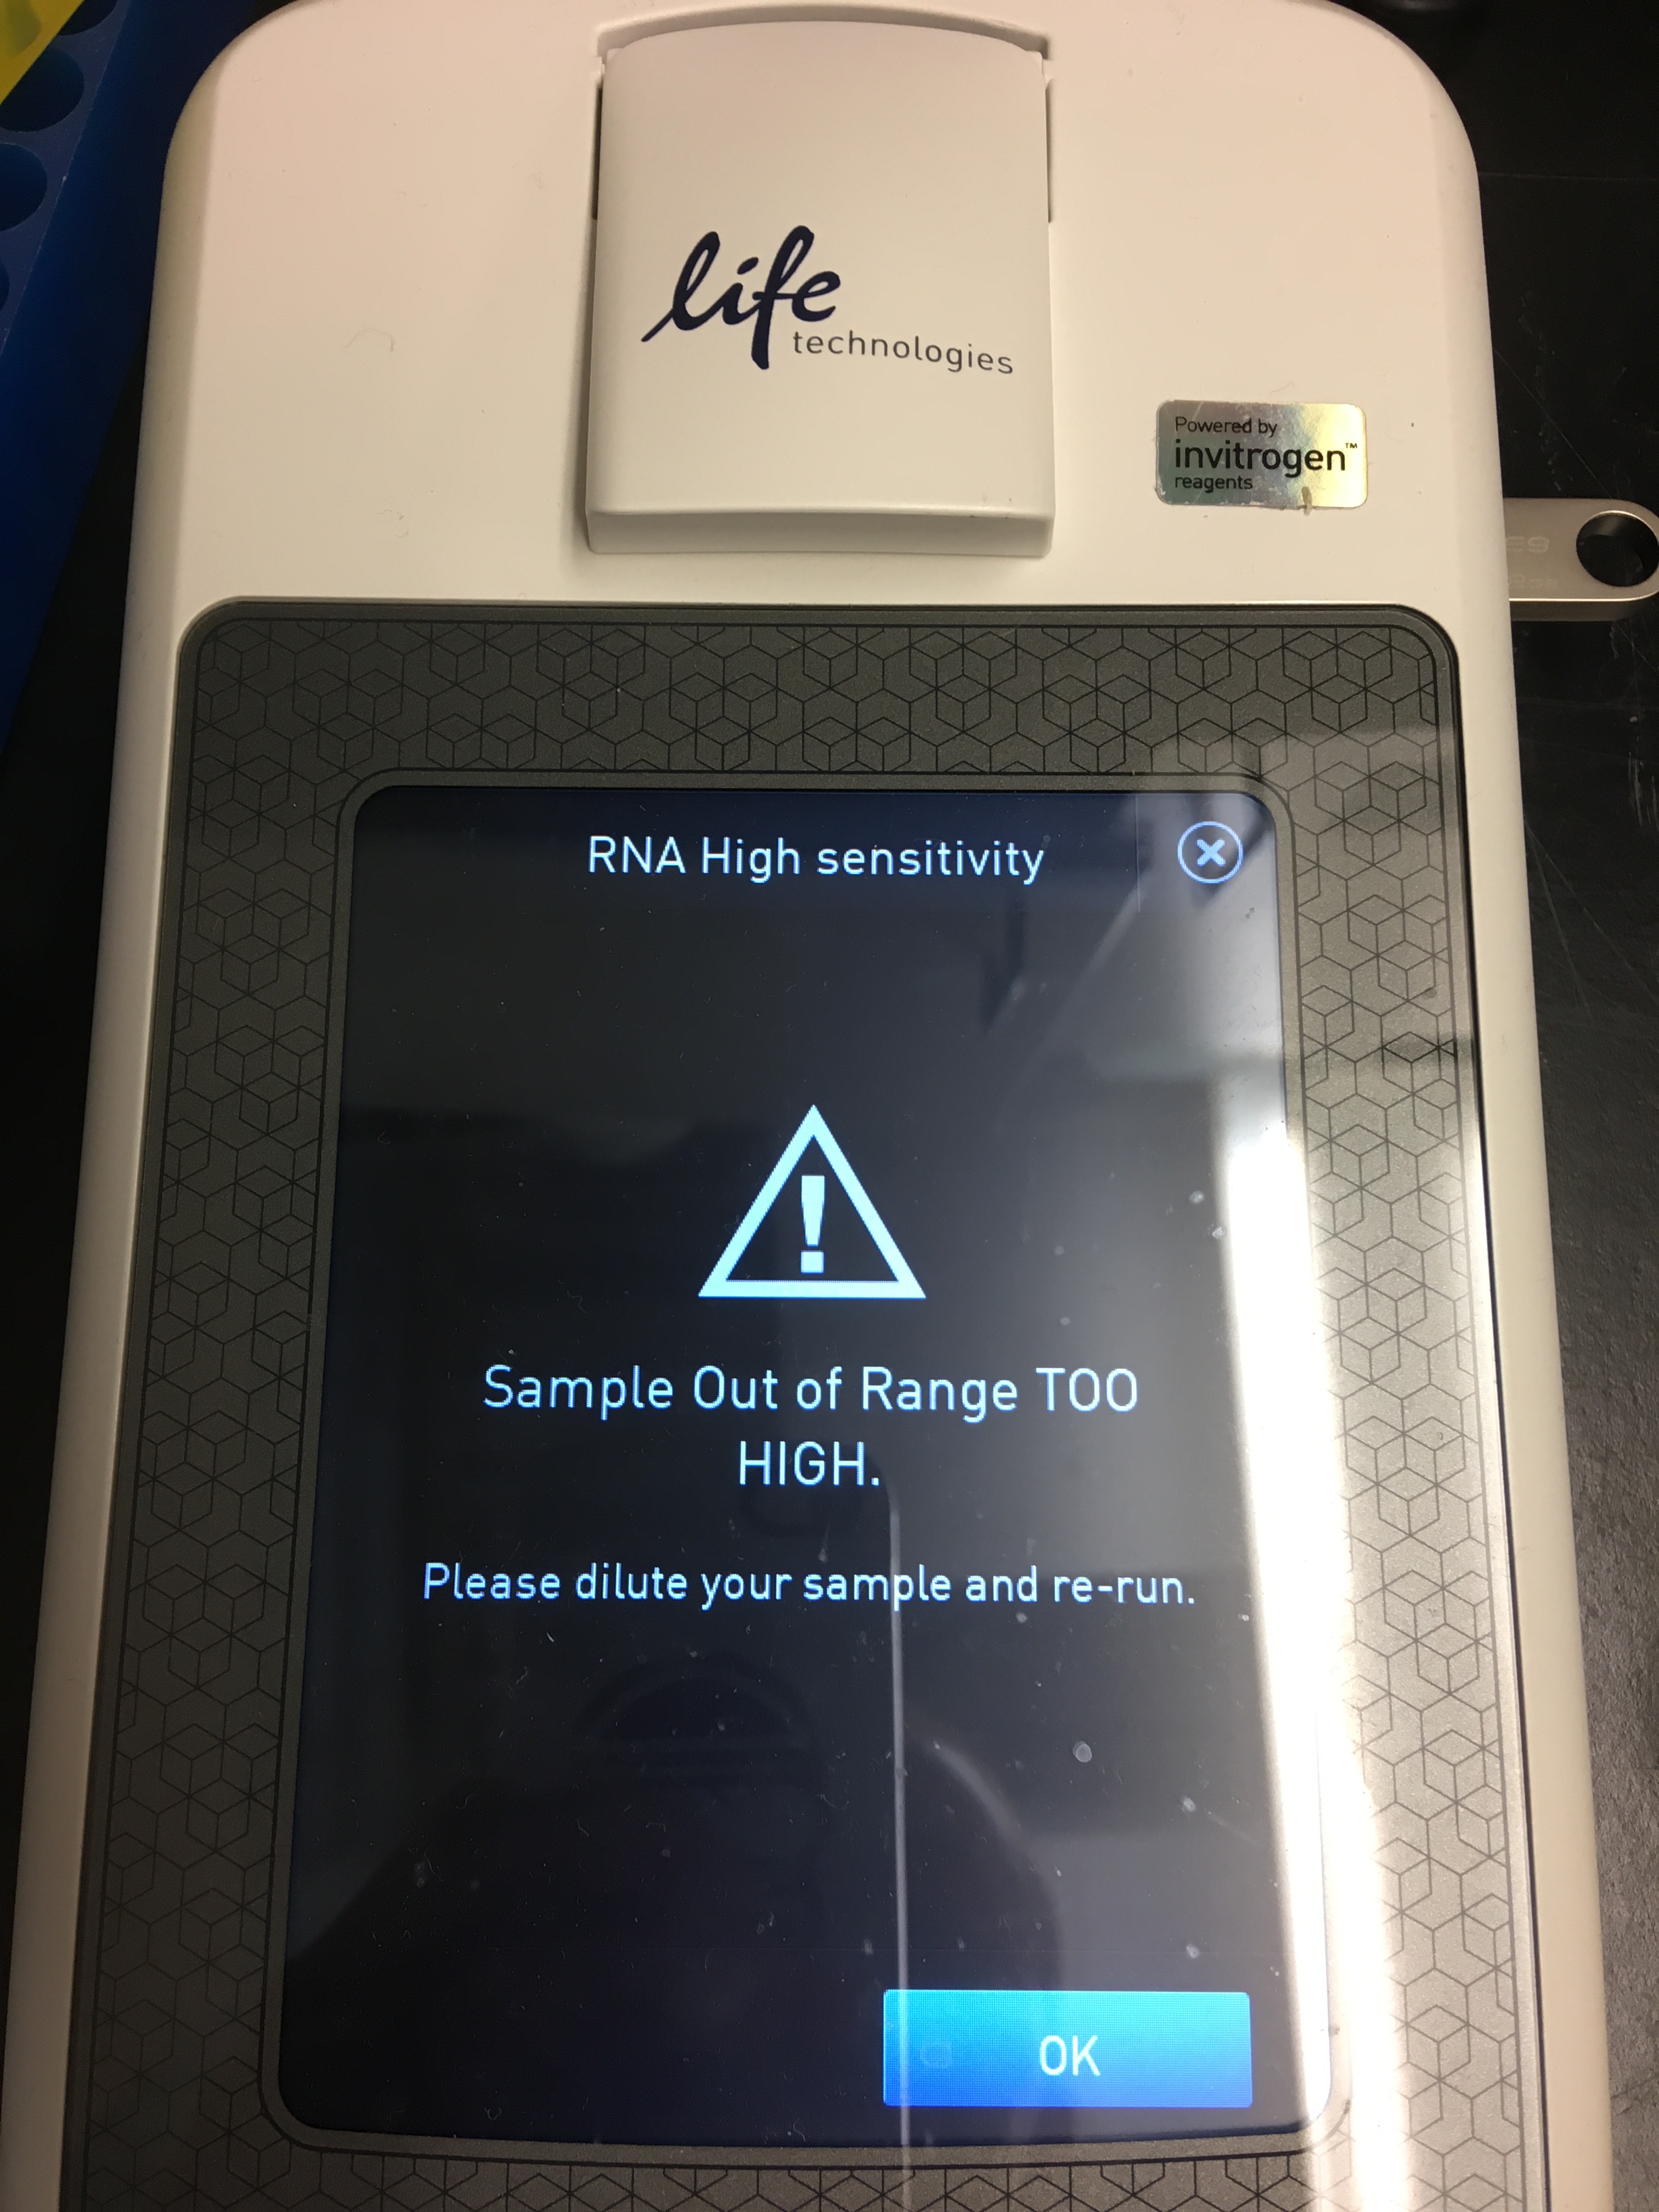 life
technologies
Powered by
invitrogen™
reagents
RNA High sensitivity
!
Sample Out of Range TOO
HIGH.
Please dilute your sample and re-run.
OK